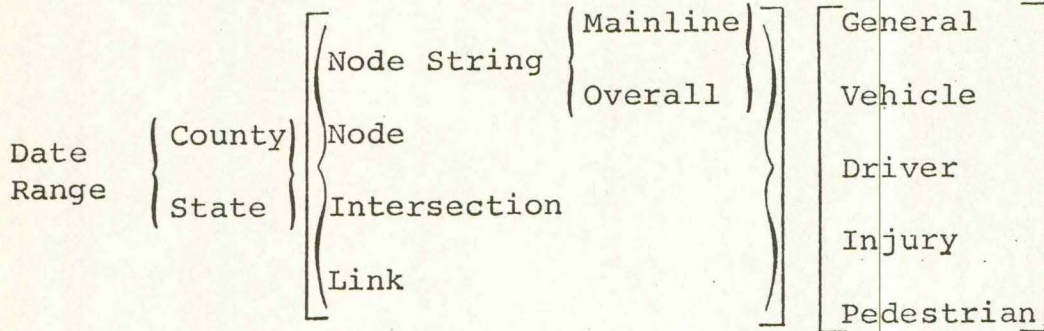 Date
Range
County
State
Node String
Mainline
Overall
Node
Intersection
Link
General
Vehicle
Driver
Injury
Pedestrian